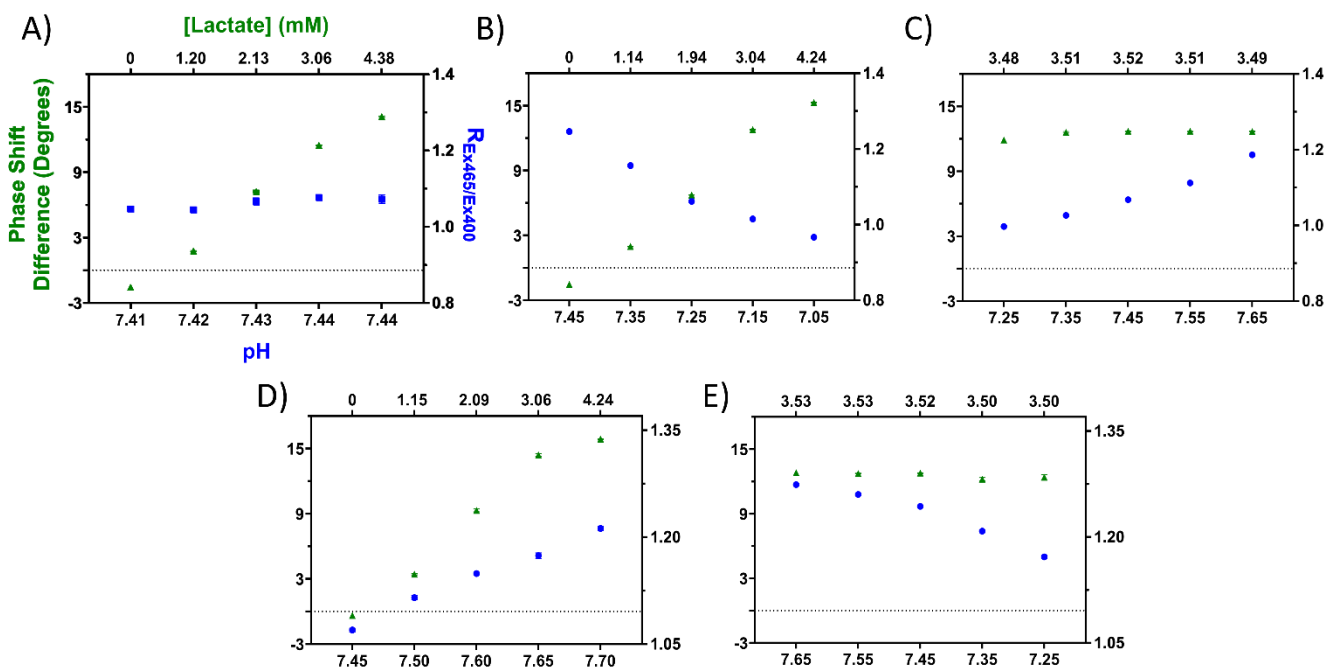 A)
[Lactate] (mM)
0 1.20 2.13 3.06 4.38
Phase Shift
Difference (Degrees)
15
9
3
-3
1.4
1.2
1.0
0.8
REx465/Ex400
7.41 7.42 7.43 7.44 7.44
pH
B)
0 1.14 1.94 3.04 4.24
15
9
3
-3
1.4
1.2
1.0
0.8
7.45 7.35 7.25 7.15 7.05
C)
3.48 3.51 3.52 3.51 3.49
15
9
3
-3
1.4
1.2
1.0
0.8
7.25 7.35 7.45 7.55 7.65
D)
0 1.15 2.09 3.06 4.24
15
9
3
-3
1.35
1.20
1.05
7.45 7.50 7.60 7.65 7.70
E)
3.53 3.53 3.52 3.50 3.50
15
9
3
-3
1.35
1.20
1.05
7.65 7.55 7.45 7.35 7.25